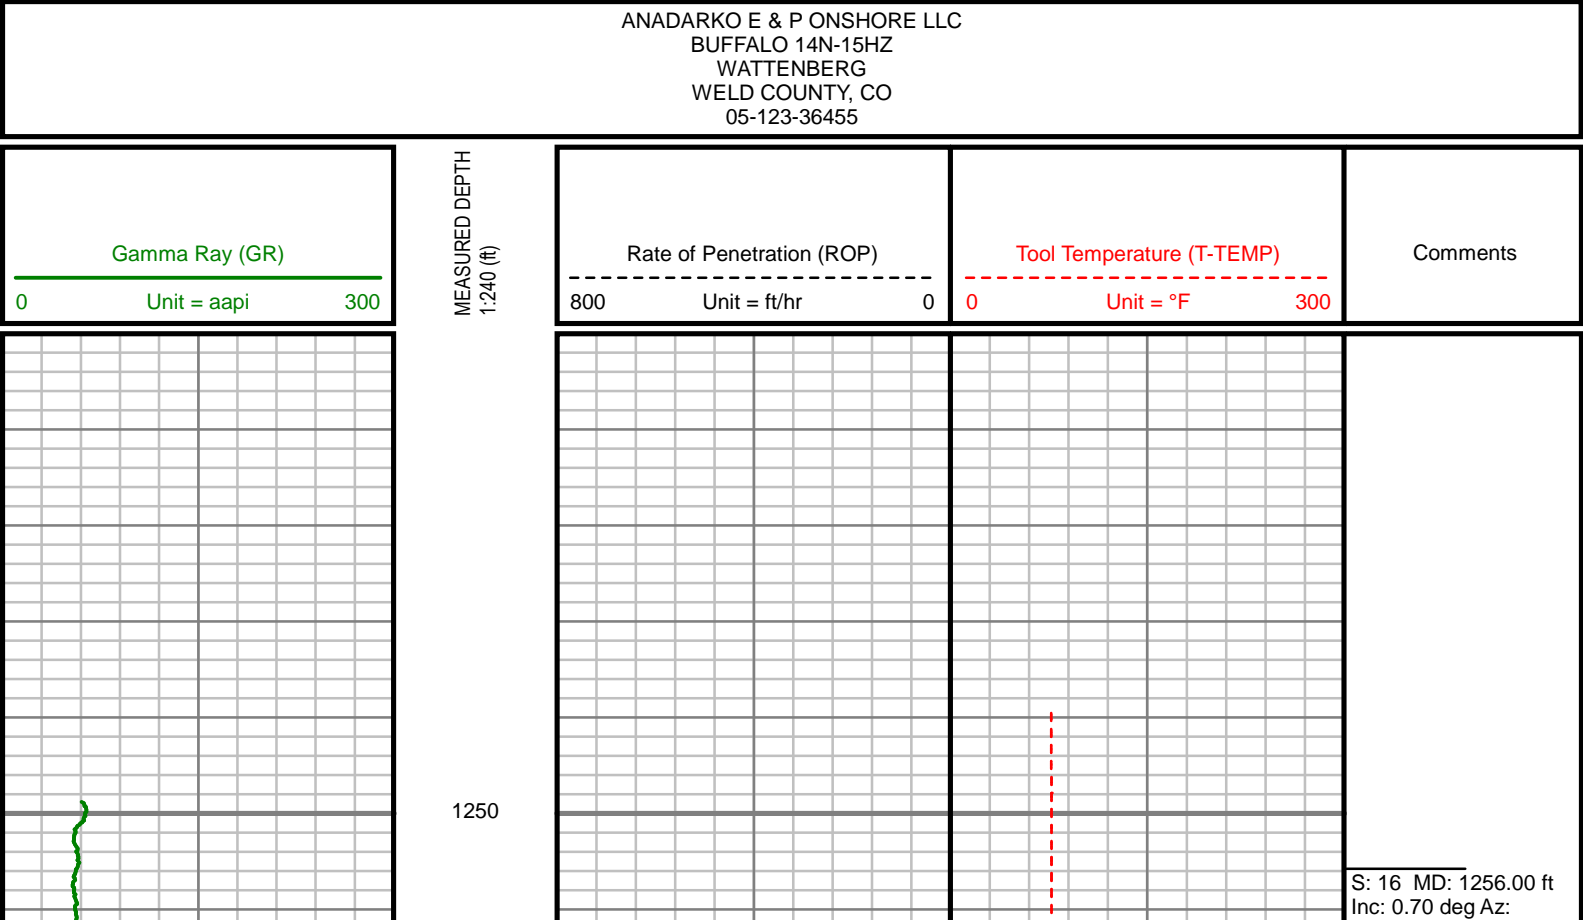 ANADARKO E & P ONSHORE LLC
BUFFALO 14N-15HZ
WATTENBERG
WELD COUNTY, CO
05-123-36455
Gamma Ray (GR)
0 Unit = aapi 300
MEASURED DEPTH
1:240 (ft)
Rate of Penetration (ROP)
800 Unit = ft/hr 0
Tool Temperature (T-TEMP)
0 Unit = °F 300
Comments
1250
S: 16 MD: 1256.00 ft
Inc: 0.70 deg Az: